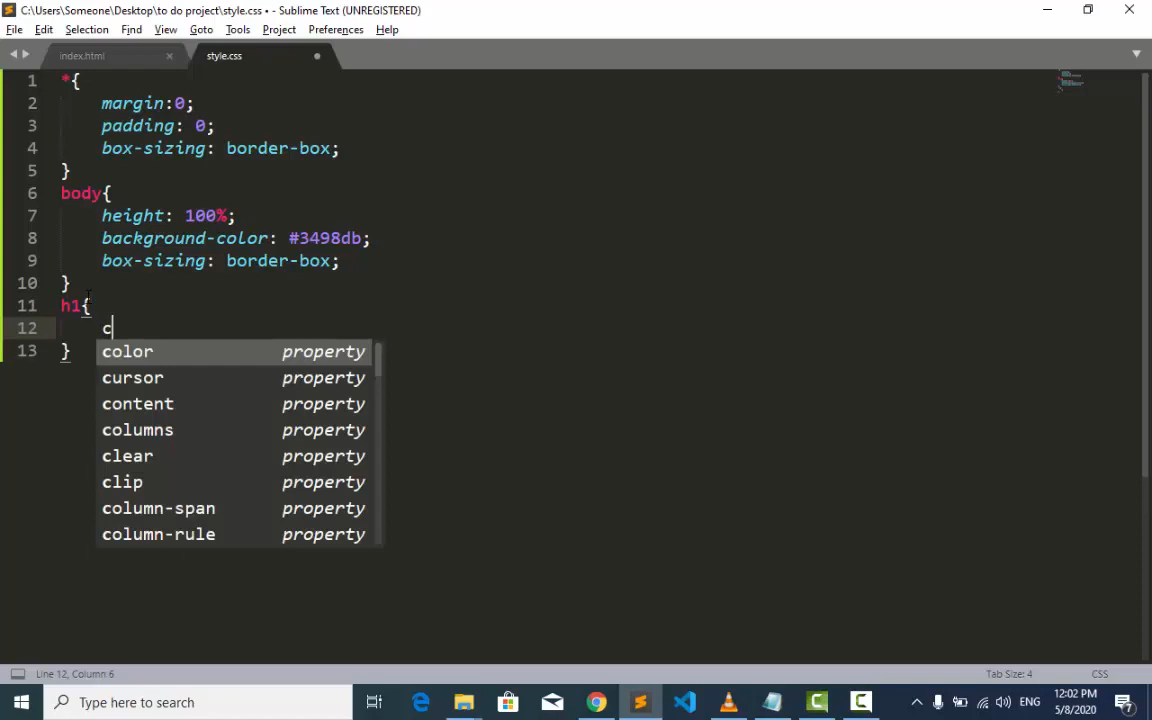 C:\Users\Someone\Desktop\to do project\style.css • - Sublime Text (UNREGISTERED)
File Edit Selection Find View Goto Tools Project Preferences Help
index.html style.css
1 *{
2 margin:0;
3 padding: 0;
4 box-sizing: border-box;
5 }
6 body{
7 height: 100%;
8 background-color: #3498db;
9 box-sizing: border-box;
10 }
11 h1{
12 c
13 }
color property
cursor property
content property
columns property
clear property
clip property
column-span property
column-rule property
Line 12, Column 6 Tab Size: 4 CSS
Type here to search ENG 12:02 PM
5/8/2020 7